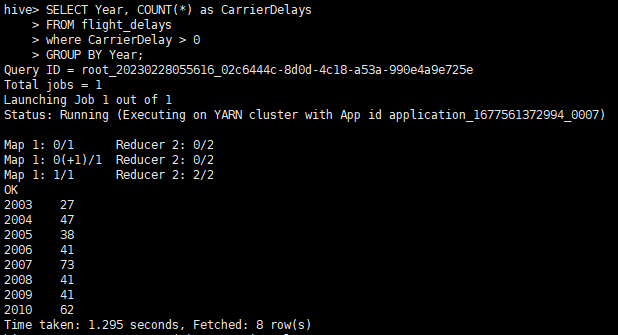 hive> SELECT Year, COUNT(*) as CarrierDelays
    > FROM flight_delays
    > where CarrierDelay > 0
    > GROUP BY Year;
Query ID = root_20230228055616_02c6444c-8d0d-4c18-a53a-990e4a9e725e
Total jobs = 1
Launching Job 1 out of 1
Status: Running (Executing on YARN cluster with App id application_1677561372994_0007)

Map 1: 0/1      Reducer 2: 0/2
Map 1: 0(+1)/1  Reducer 2: 0/2
Map 1: 1/1      Reducer 2: 2/2
OK
2003    27
2004    47
2005    38
2006    41
2007    73
2008    41
2009    41
2010    62
Time taken: 1.295 seconds, Fetched: 8 row(s)